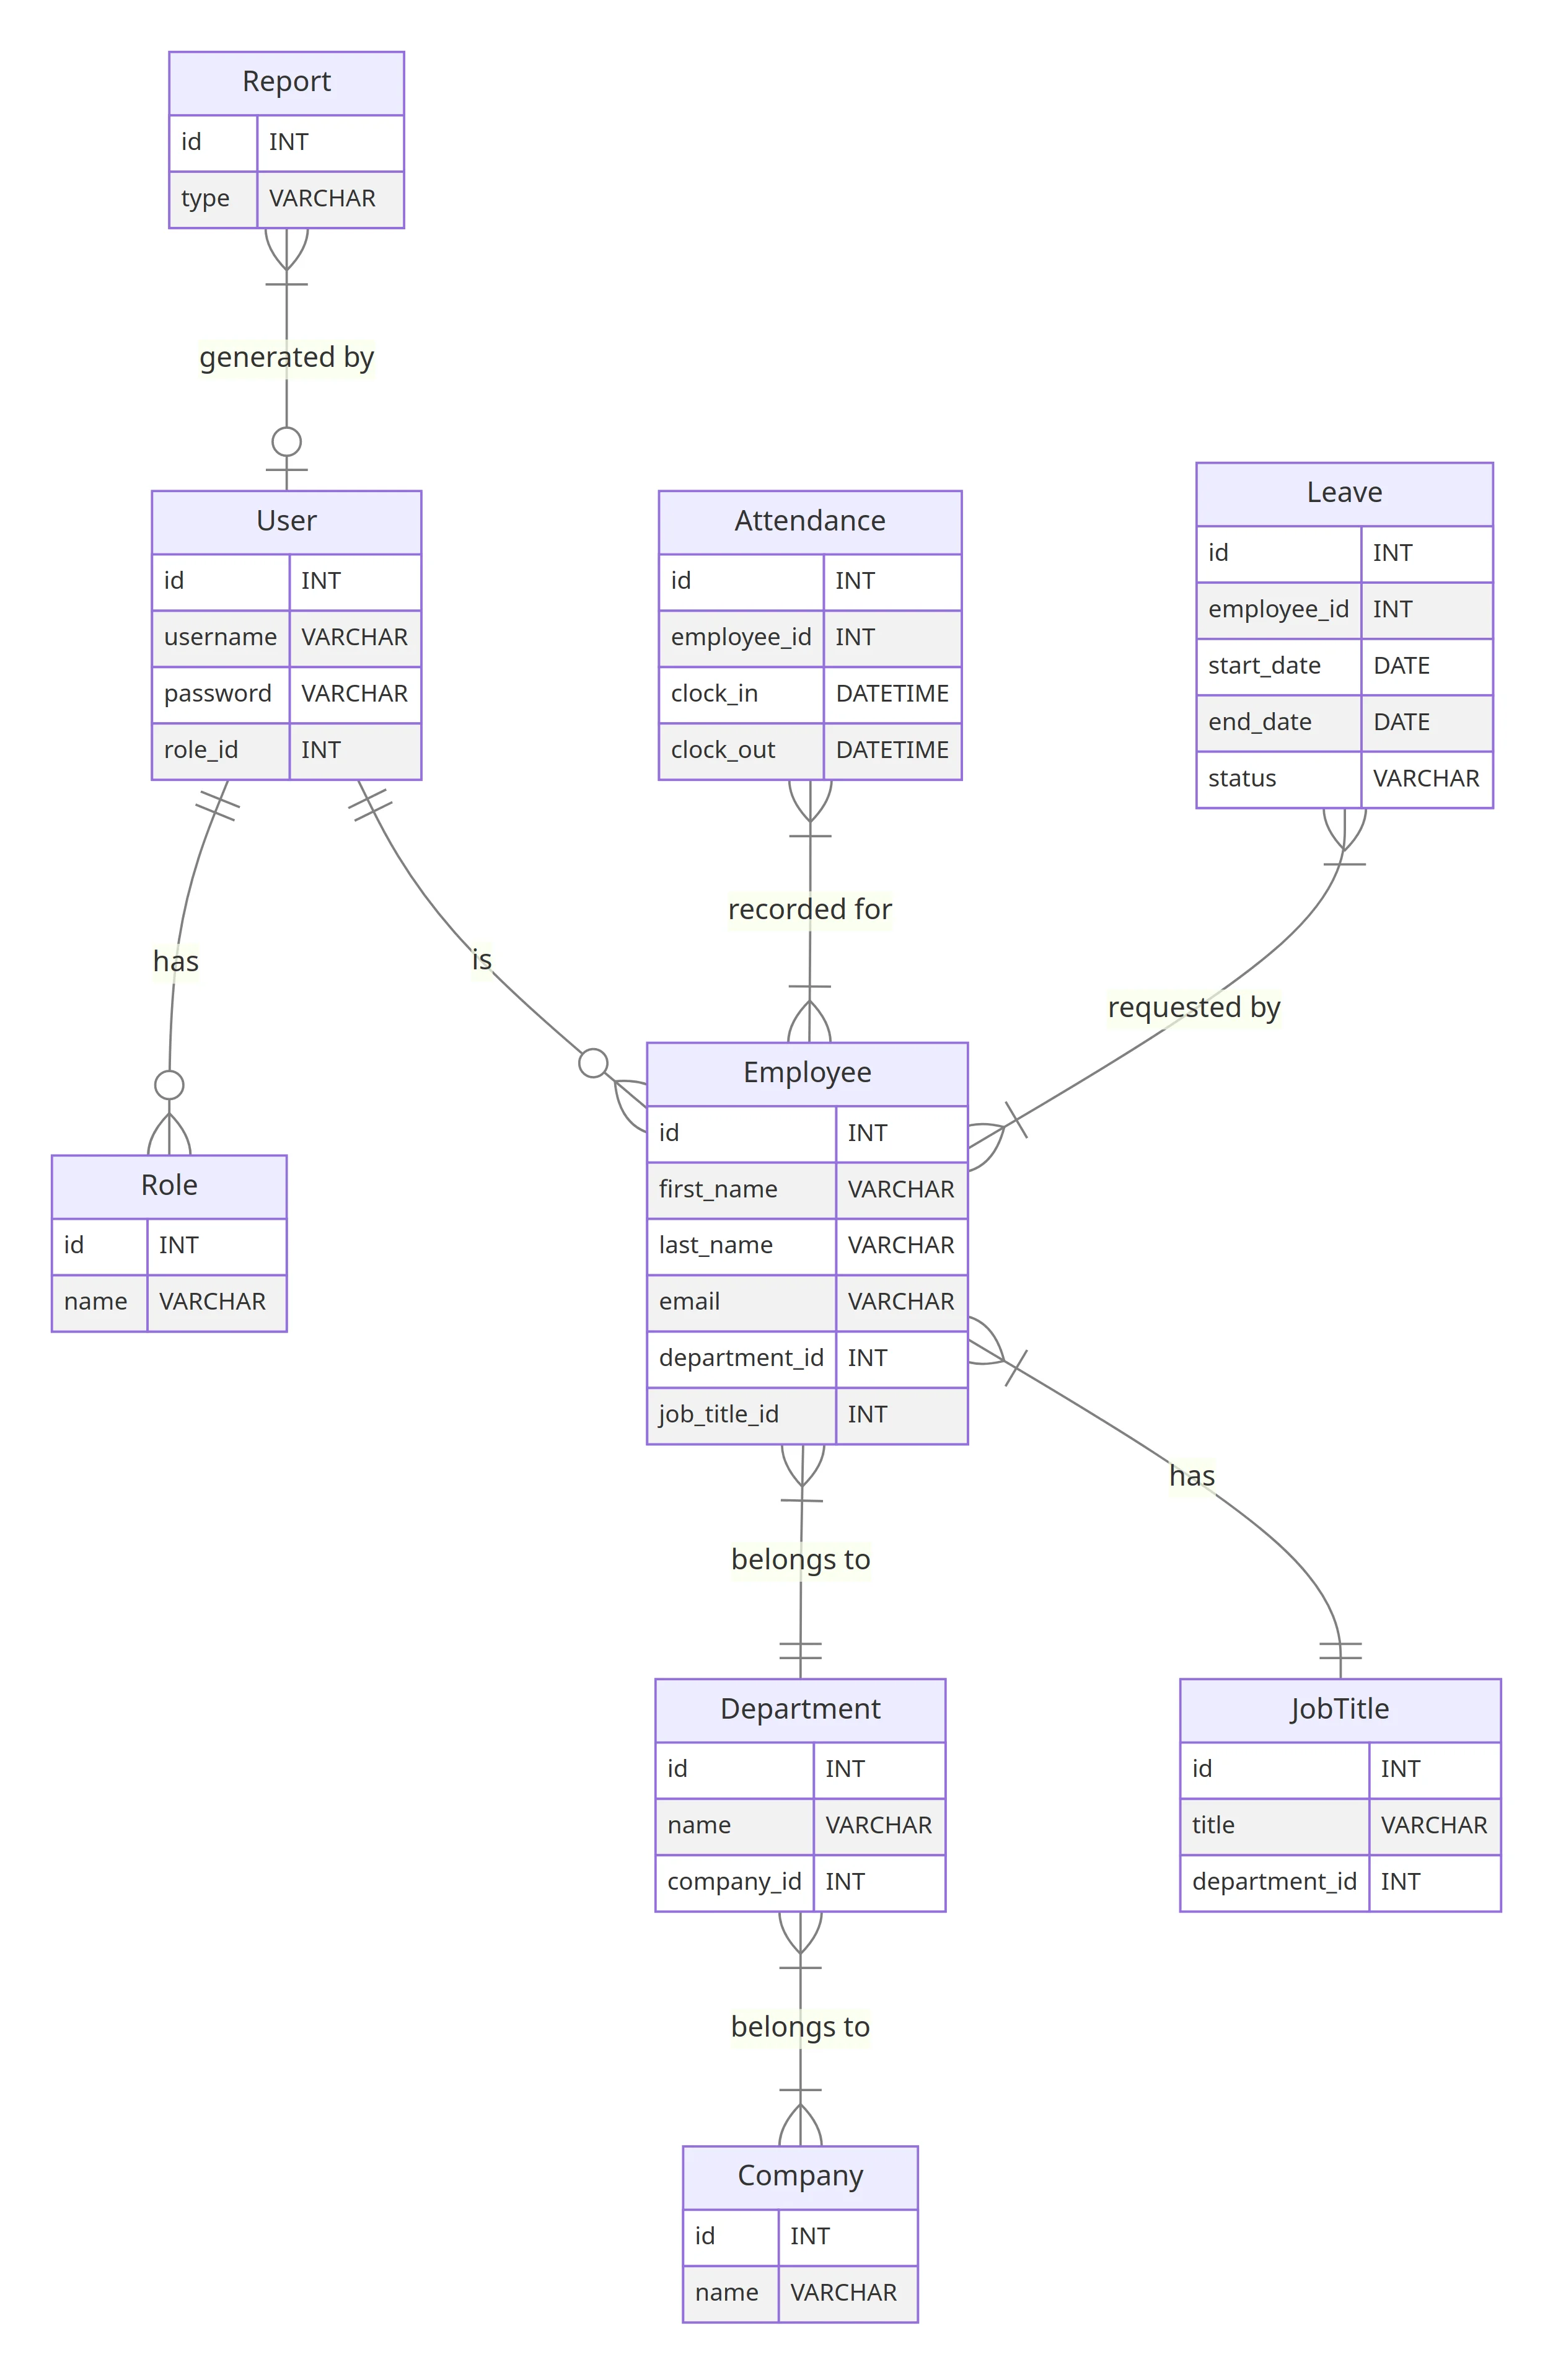 Report
id INT
type VARCHAR
generated by
User
id INT
username VARCHAR
password VARCHAR
role_id INT
Attendance
id INT
employee_id INT
clock_in DATETIME
clock_out DATETIME
Leave
id INT
employee_id INT
start_date DATE
end_date DATE
status VARCHAR
has
is
recorded for
requested by
Role
id INT
name VARCHAR
Employee
id INT
first_name VARCHAR
last_name VARCHAR
email VARCHAR
department_id INT
job_title_id INT
belongs to
has
Department
id INT
name VARCHAR
company_id INT
JobTitle
id INT
title VARCHAR
department_id INT
belongs to
Company
id INT
name VARCHAR